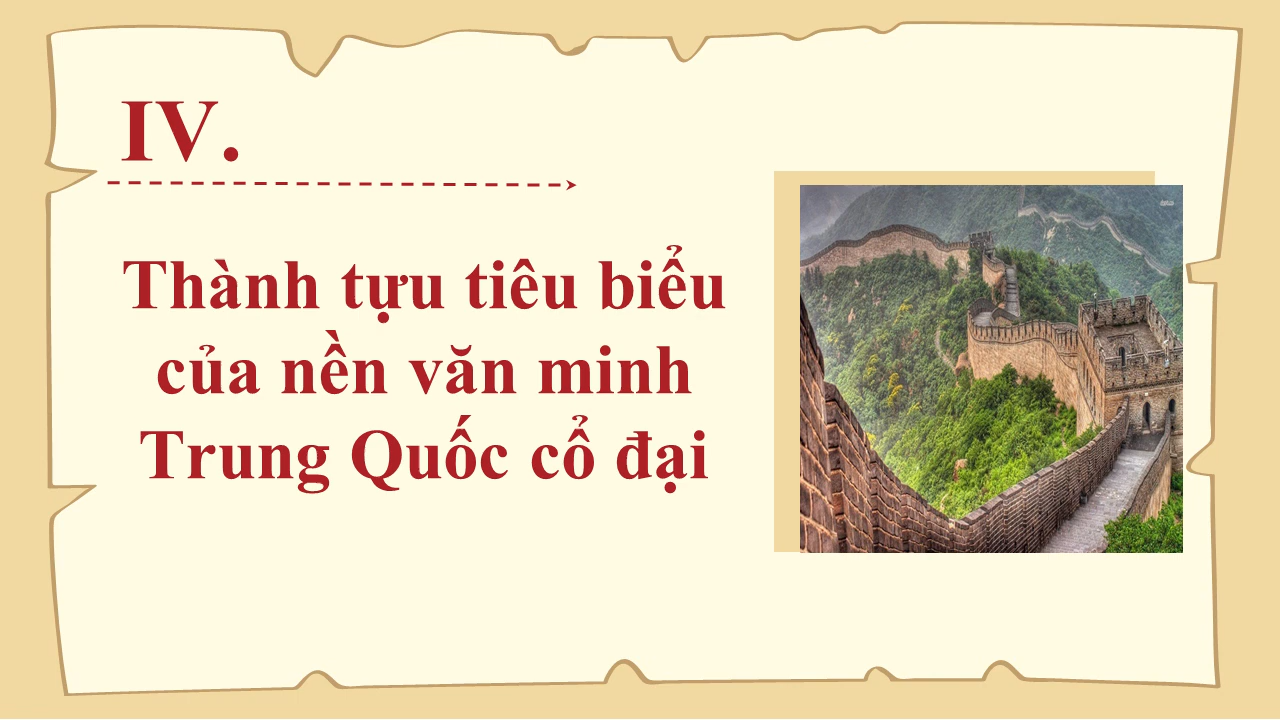 IV.
Thành tựu tiêu biểu
của nền văn minh
Trung Quốc cổ đại